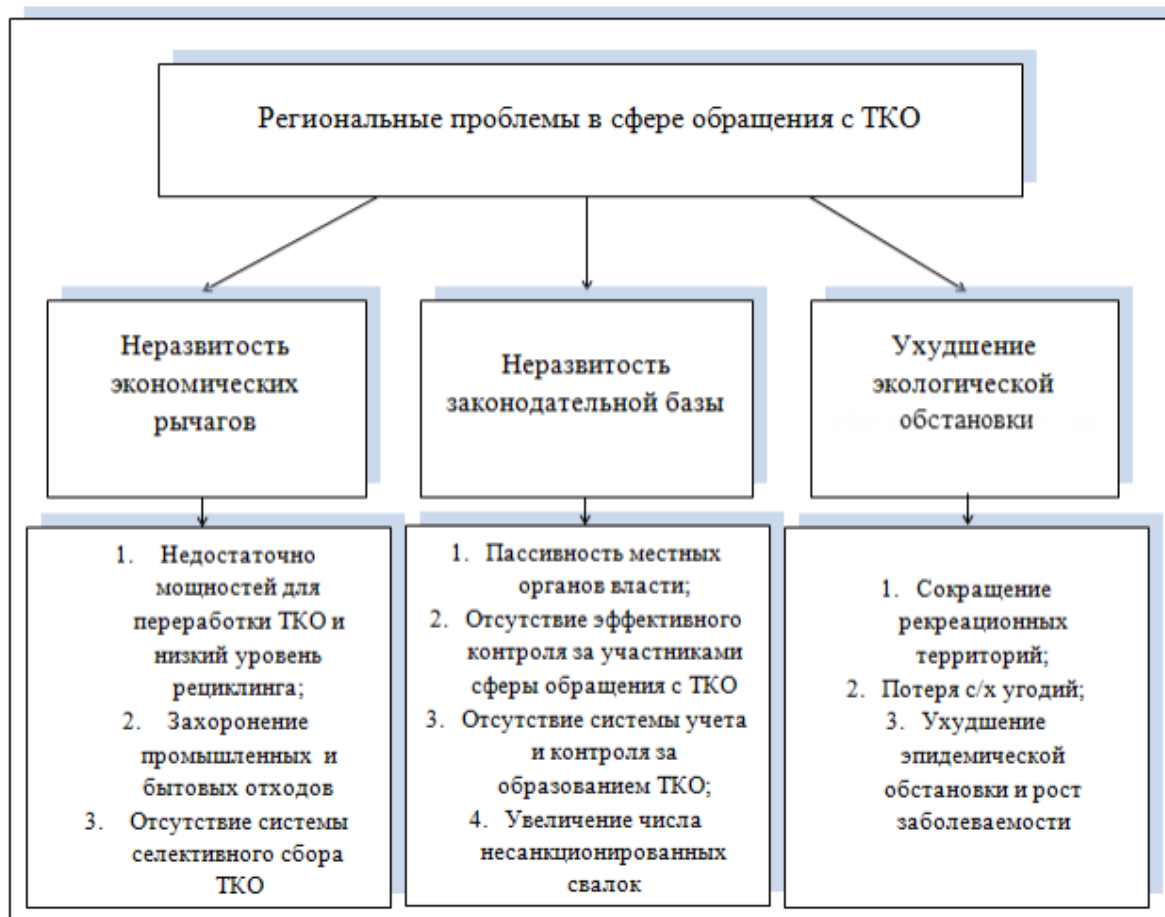 Региональные проблемы в сфере обращения с ТКО
Неразвитость
экономических
рычагов
Неразвитость
законодательной базы
Ухудшение
экологической
обстановки
1. Недостаточно
мощностей для
переработки ТКО и
низкий уровень
рециклинга;
2. Захоронение
промышленных и
бытовых отходов
3. Отсутствие системы
селективного сбора
ТКО
1. Пассивность местных
органов власти;
2. Отсутствие эффективного
контроля за участниками
сферы обращения с ТКО
3. Отсутствие системы учета
и контроля за
образованием ТКО;
4. Увеличение числа
несанкционированных
свалок
1. Сокращение
рекреационных
территорий;
2. Потеря с/х угодий;
3. Ухудшение
эпидемической
обстановки и рост
заболеваемости